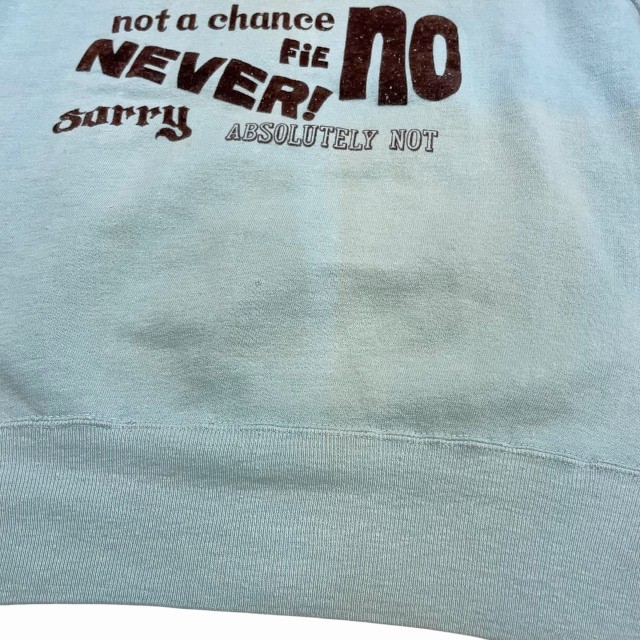 not a chance
FiE
NO
NEVER!
sorry
ABSOLUTELY NOT